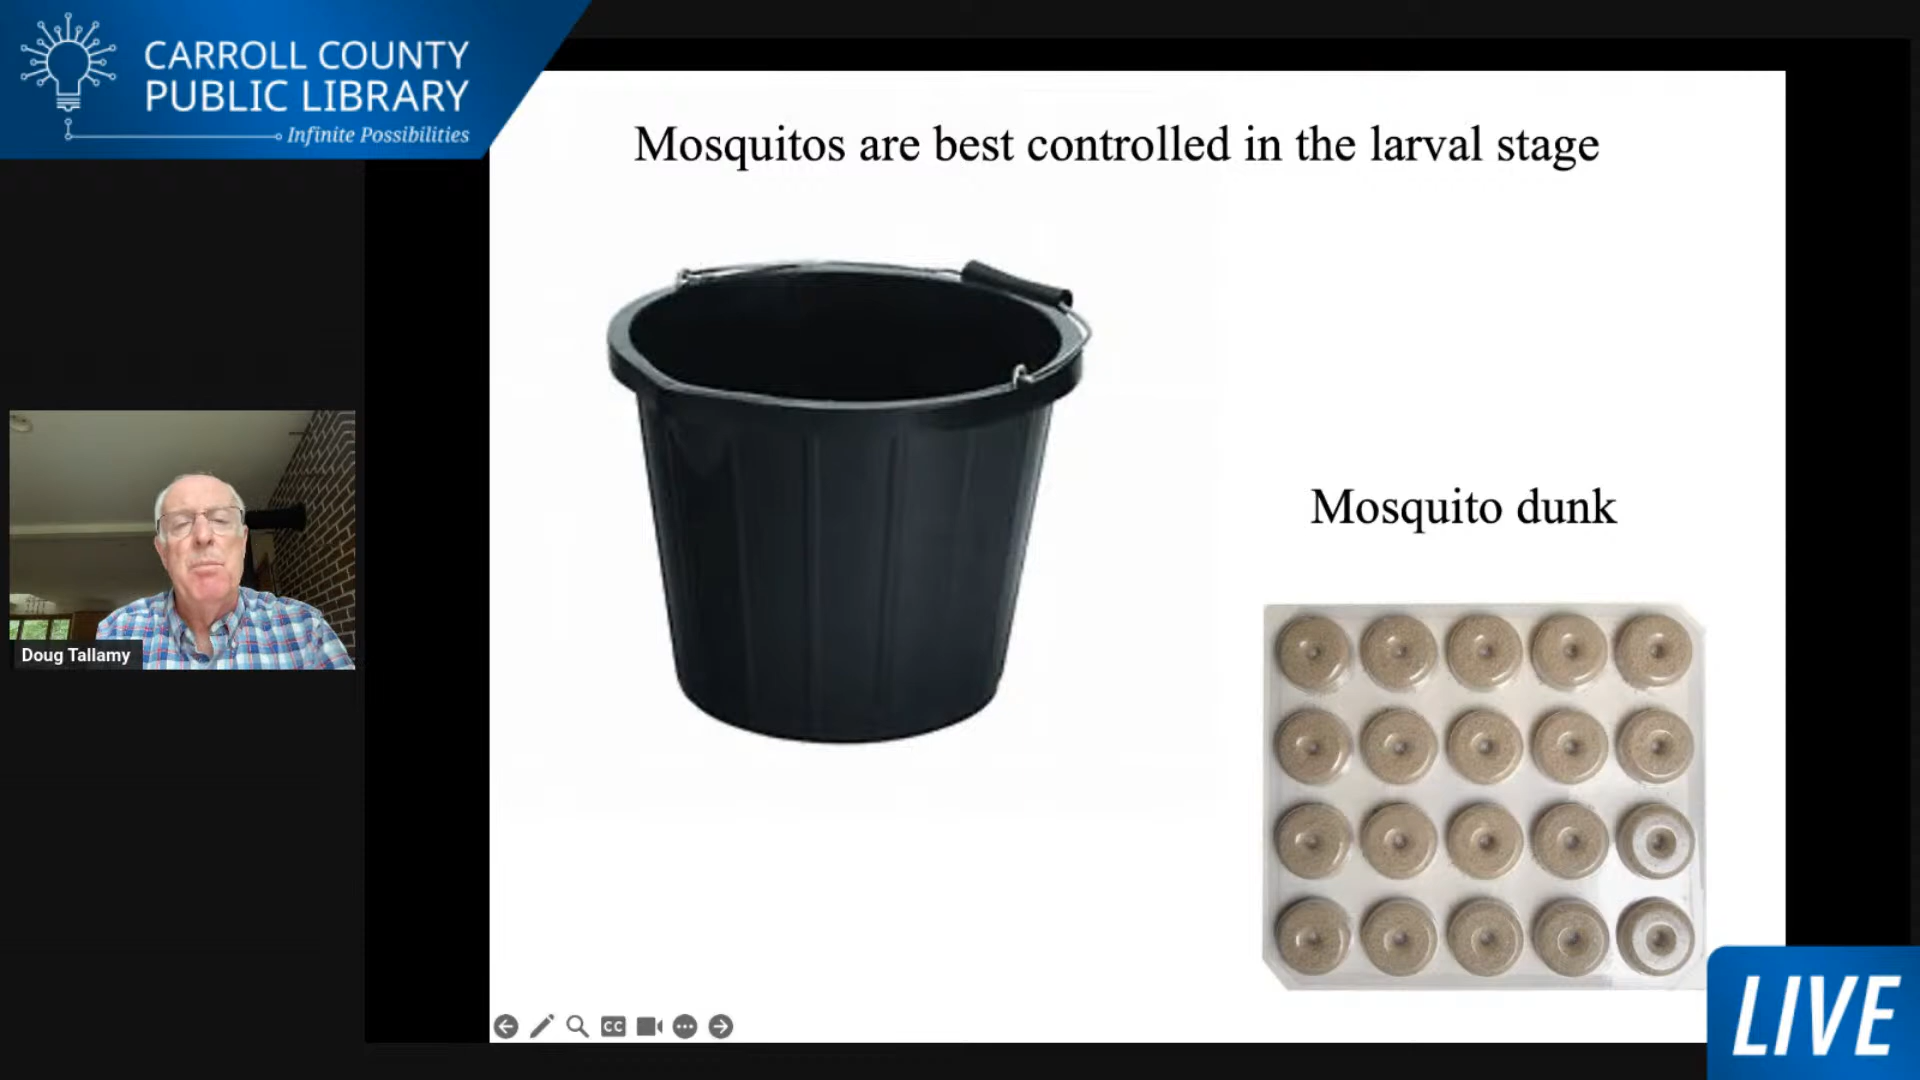 CARROLL COUNTY
PUBLIC LIBRARY
Infinite Possibilities
Mosquitos are best controlled in the larval stage
Mosquito dunk
Doug Tallamy
CC
LIVE